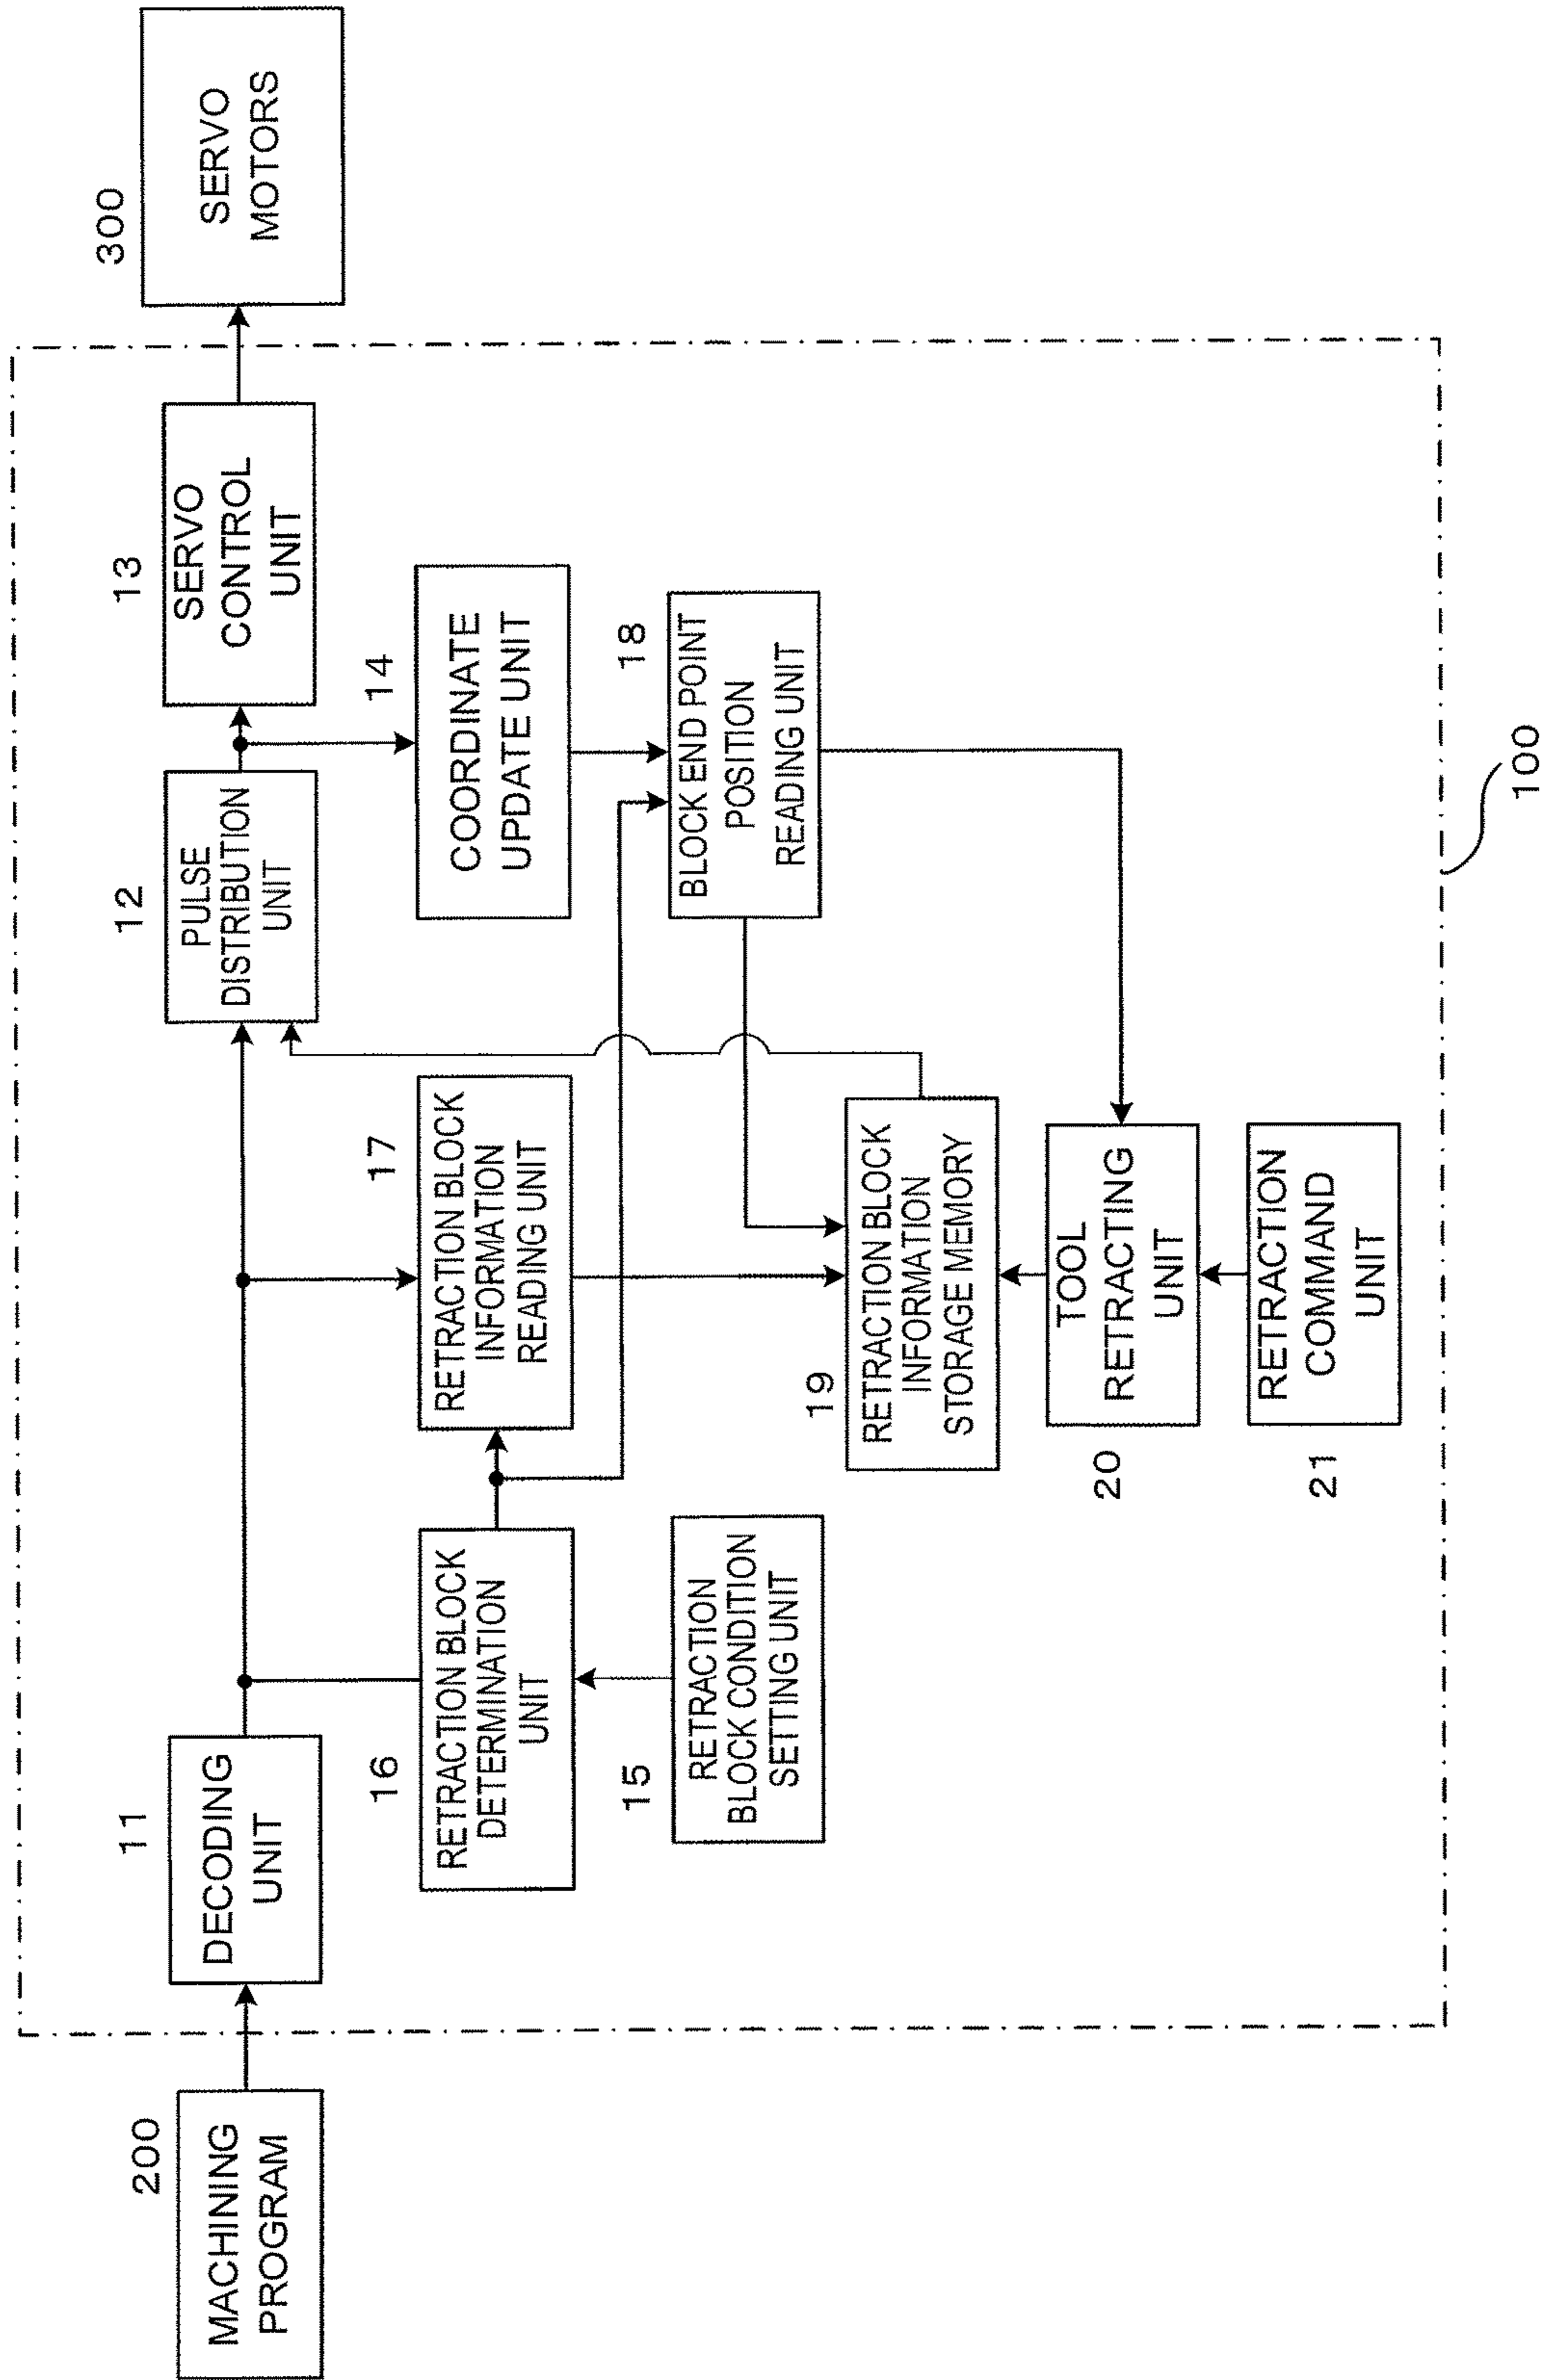 200
MACHINING
PROGRAM
11
DECODING
UNIT
12
PULSE
DISTRIBUTION
UNIT
13
SERVO
CONTROL
UNIT
300
SERVO
MOTORS
16
RETRACTION BLOCK
DETERMINATION
UNIT
17
RETRACTION BLOCK
INFORMATION
READING UNIT
14
COORDINATE
UPDATE UNIT
15
RETRACTION
BLOCK CONDITION
SETTING UNIT
18
BLOCK END POINT
POSITION
READING UNIT
19
RETRACTION BLOCK
INFORMATION
STORAGE MEMORY
20
TOOL
RETRACTING
UNIT
21
RETRACTION
COMMAND
UNIT
100